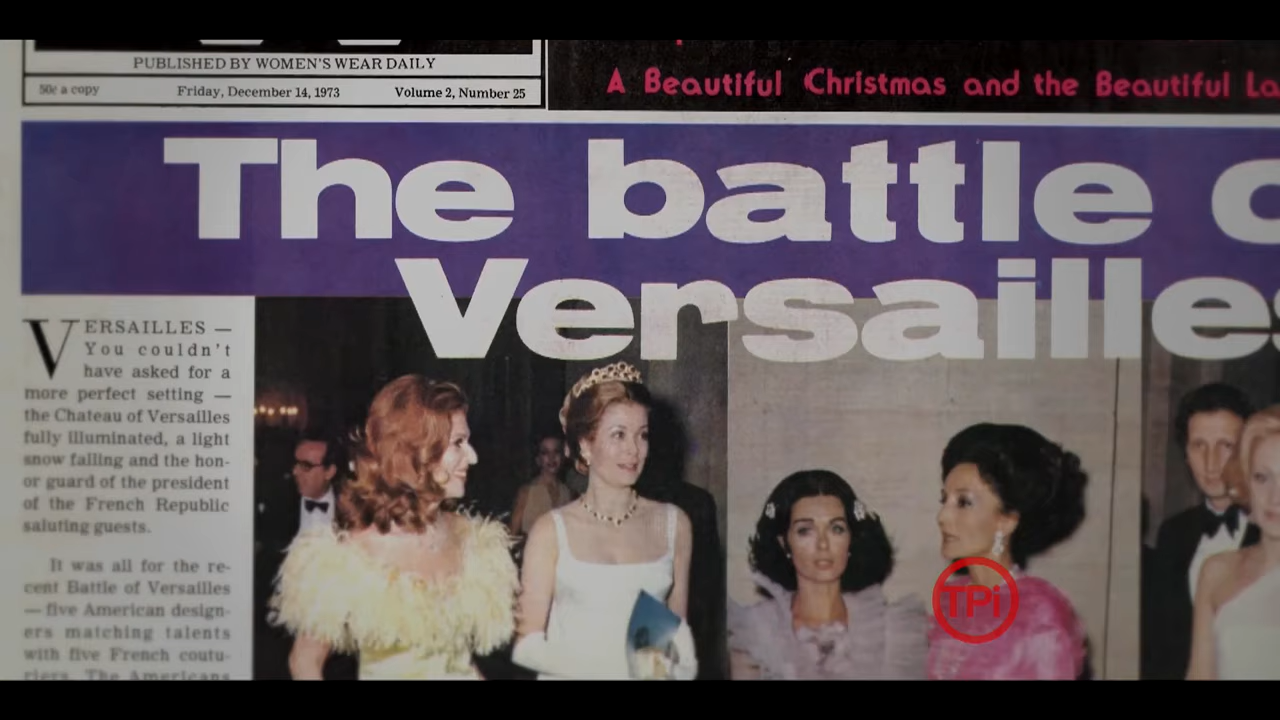 PUBLISHED BY WOMEN'S WEAR DAILY
50¢ a copy
Friday, December 14, 1973
Volume 2, Number 25
A Beautiful Christmas and the Beautiful La
The battle
Versailles
VERSAILLES —
You couldn't
have asked for a
more perfect setting —
the Chateau of Versailles
fully illuminated, a light
snow falling and the hon-
or guard of the president
of the French Republic
saluting guests.
It was all for the re-
cent Battle of Versailles
— five American design-
ers matching talents
with five French coutu-
riers. The Americans
TPi